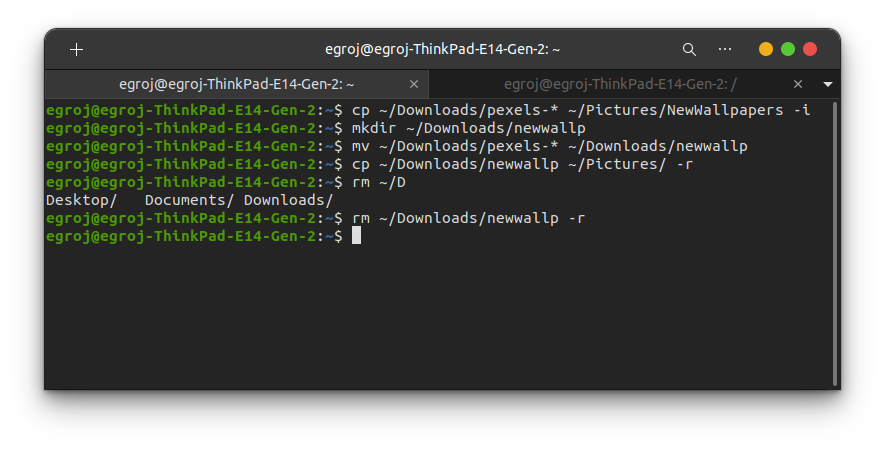 egroj@egroj-ThinkPad-E14-Gen-2: ~
egroj@egroj-ThinkPad-E14-Gen-2: ~ egroj@egroj-ThinkPad-E14-Gen-2: /
egroj@egroj-ThinkPad-E14-Gen-2:~$ cp ~/Downloads/pexels-* ~/Pictures/NewWallpapers -i
egroj@egroj-ThinkPad-E14-Gen-2:~$ mkdir ~/Downloads/newwallp
egroj@egroj-ThinkPad-E14-Gen-2:~$ mv ~/Downloads/pexels-* ~/Downloads/newwallp
egroj@egroj-ThinkPad-E14-Gen-2:~$ cp ~/Downloads/newwallp ~/Pictures/ -r
egroj@egroj-ThinkPad-E14-Gen-2:~$ rm ~/D
Desktop/   Documents/ Downloads/
egroj@egroj-ThinkPad-E14-Gen-2:~$ rm ~/Downloads/newwallp -r
egroj@egroj-ThinkPad-E14-Gen-2:~$